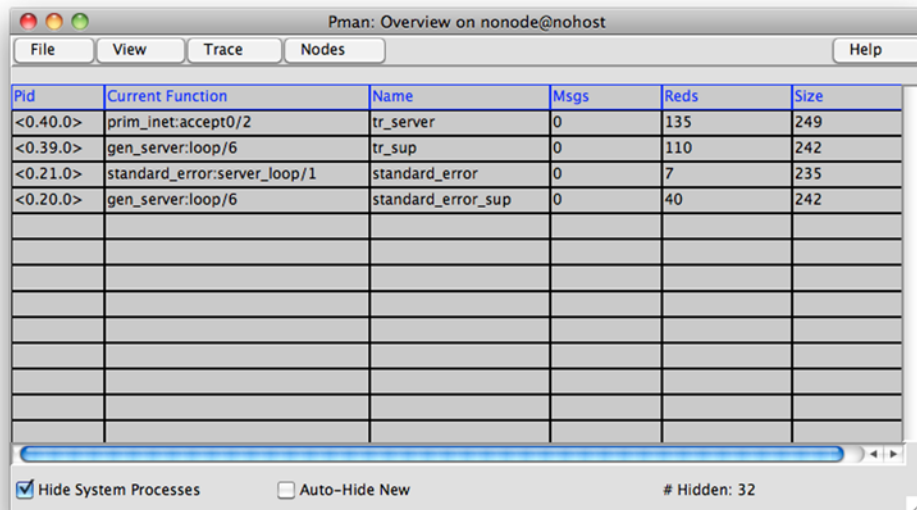 Pman: Overview on nonode@nohost
File View Trace Nodes Help
Pid Current Function Name Msgs Reds Size
<0.40.0> prim_inet:accept0/2 tr_server 0 135 249
<0.39.0> gen_server:loop/6 tr_sup 0 110 242
<0.21.0> standard_error:server_loop/1 standard_error 0 7 235
<0.20.0> gen_server:loop/6 standard_error_sup 0 40 242
Hide System Processes Auto-Hide New # Hidden: 32